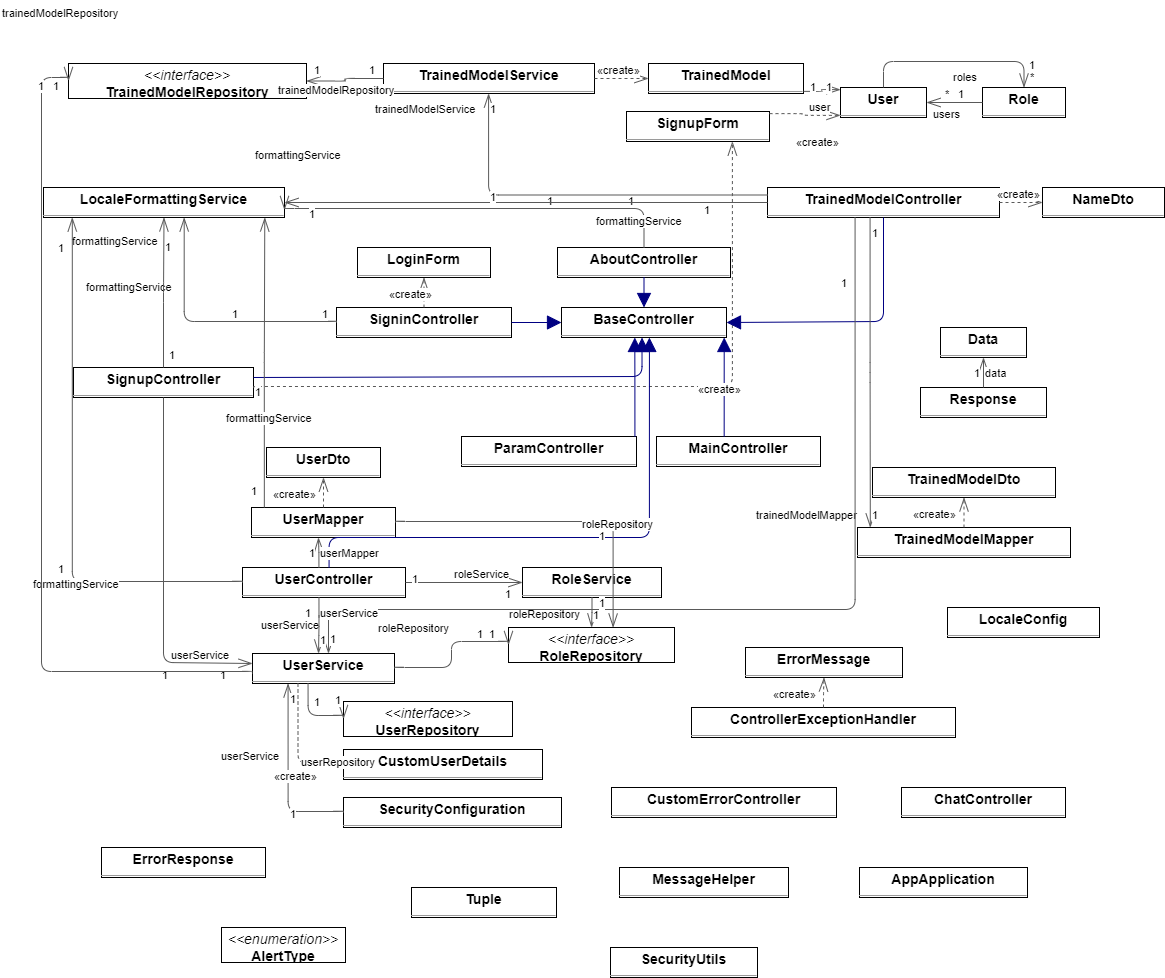 trainedModelRepository
<<interface>>
TrainedModelRepository
1
1
1
1
trainedModelRepository
TrainedModelService
«create»
TrainedModel
1
1
user
User
roles
1
*
Role
*
1
users
trainedModelService
1
SignupForm
«create»
formattingService
LocaleFormattingService
1
1
1
1
1
formattingService
TrainedModelController
«create»
NameDto
1
formattingService
1
1
formattingService
LoginForm
«create»
AboutController
1
SigninController
1
1
BaseController
Data
1
data
Response
1
SignupController
1
«create»
formattingService
ParamController
MainController
UserDto
«create»
1
UserMapper
roleRepository
1
TrainedModelDto
«create»
trainedModelMapper
1
TrainedModelMapper
1
userMapper
1
formattingService
UserController
1
roleService
1
RoleService
1
1
userService
userService
roleRepository
1
roleRepository
1
1
<<interface>>
RoleRepository
LocaleConfig
userService
1
1
1
1
UserService
ErrorMessage
«create»
ControllerExceptionHandler
1
1
1
<<interface>>
UserRepository
userService
userRepository
CustomUserDetails
«create»
SecurityConfiguration
1
CustomErrorController
ChatController
ErrorResponse
Tuple
MessageHelper
AppApplication
<<enumeration>>
AlertType
SecurityUtils